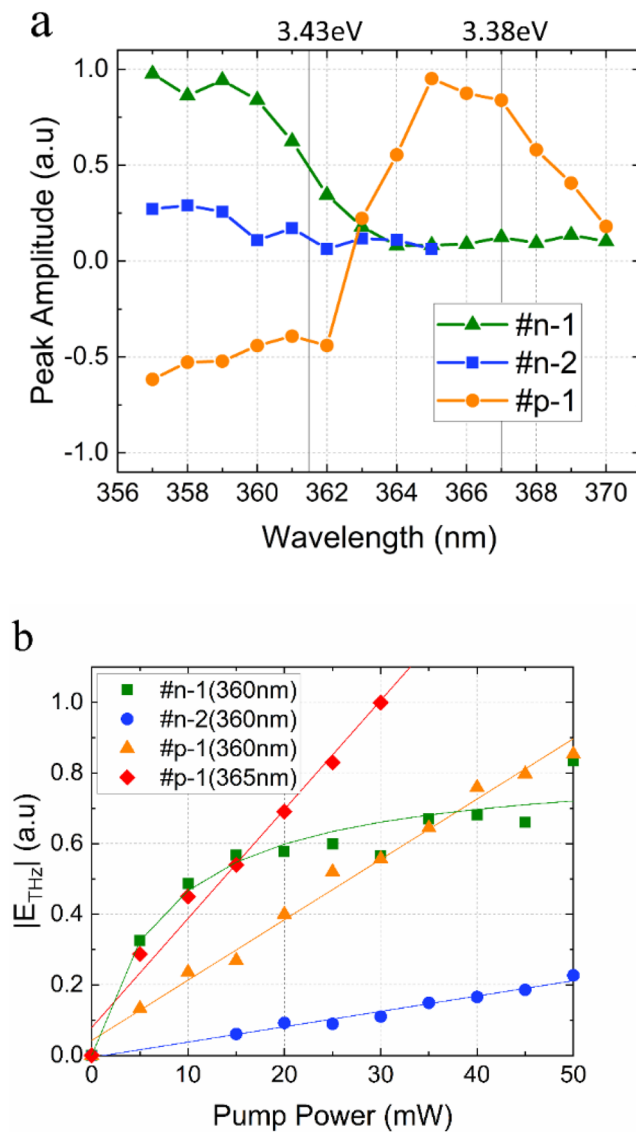 a
3.43eV 3.38eV
1.0
0.5
0.0
-0.5
-1.0
Peak Amplitude (a.u)
#n-1
#n-2
#p-1
356 358 360 362 364 366 368 370
Wavelength (nm)
b
#n-1(360nm)
#n-2(360nm)
#p-1(360nm)
#p-1(365nm)
1.0
0.8
0.6
0.4
0.2
0.0
|E_THz| (a.u)
0 10 20 30 40 50
Pump Power (mW)